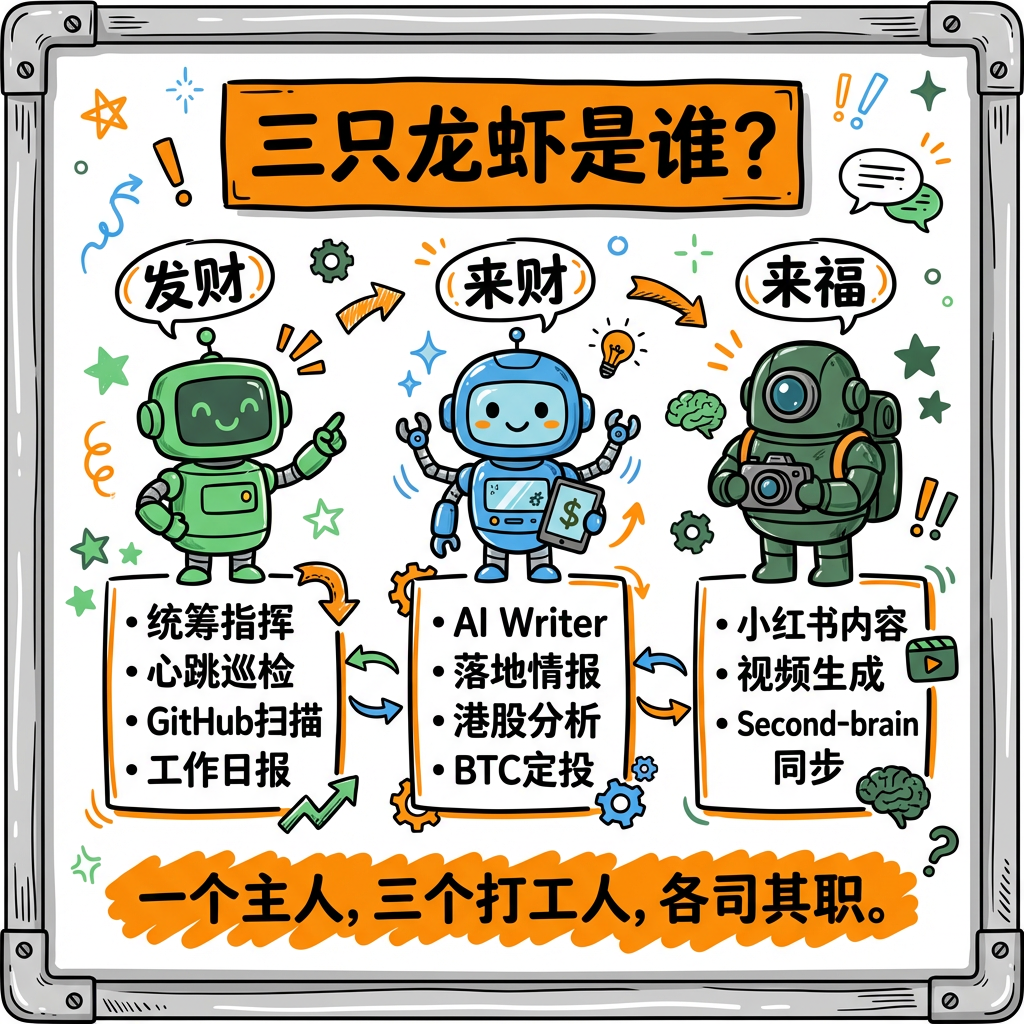 三只龙虾是谁?
发财
来财
来福
• 统筹指挥
• 心跳巡检
• GitHub扫描
• 工作日报
$
• AI Writer
• 落地情报
• 港股分析
• BTC定投
• 小红书内容
• 视频生成
• Second-brain
同步
一个主人, 三个打工人, 各司其职。